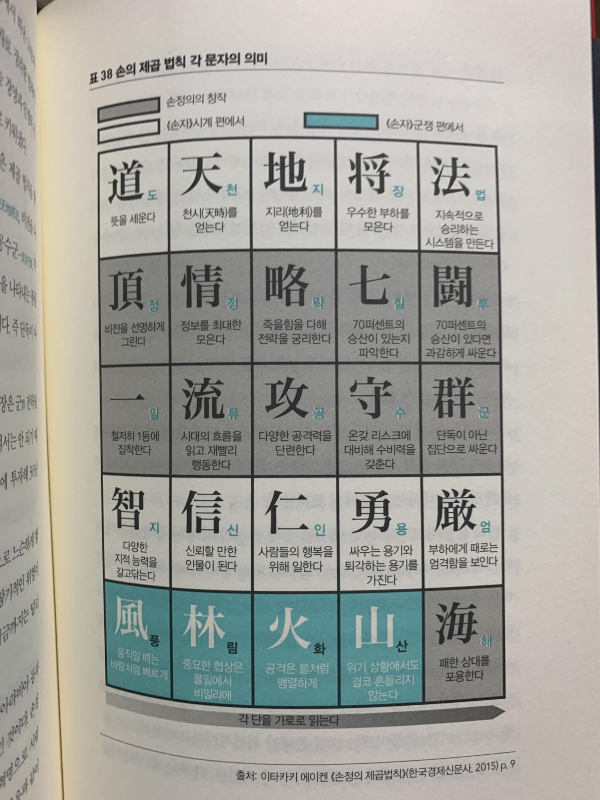 표 38 손의 제곱 법칙 각 문자의 의미
손정의의 창작
《손자》시계 편에서
《손자》군쟁 편에서
道 도
天 천
地 지
将 장
法 법
뜻을 세운다
천시(天時)를
얻는다
지리(地利)를
얻는다
우수한 부하를
모은다
지속적으로
승리하는
시스템을 만든다
頂 정
情 정
略 략
七 칠
闘 투
비전을 선명하게
그린다
정보를 최대한
모은다
죽을힘을 다해
전략을 궁리한다
70퍼센트의
승산이 있는지
파악한다
70퍼센트의
승산이 있다면
과감하게 싸운다
一 일
流 류
攻 공
守 수
群 군
철저히 1등에
집착한다
시대의 흐름을
읽고 재빨리
행동한다
다양한 공격력을
단련한다
온갖 리스크에
대비해 수비력을
갖춘다
단독이 아닌
집단으로 싸운다
智 지
信 신
仁 인
勇 용
厳 엄
다양한
지적 능력을
갈고닦는다
신뢰할 만한
인물이 된다
사람들의 행복을
위해 일한다
싸우는 용기와
퇴각하는 용기를
가진다
부하에게 때로는
엄격함을 보인다
風 풍
林 림
火 화
山 산
海 해
움직일 때는
바람처럼 빠르게
중요한 협상은
물밑에서
비밀리에
공격은 불처럼
맹렬하게
위기 상황에서도
결코 흔들리지
않는다
패한 상대를
포용한다
각 단을 가로로 읽는다
출처: 이타가키 에이켄 《손정의 제곱법칙》(한국경제신문사, 2015) p. 9